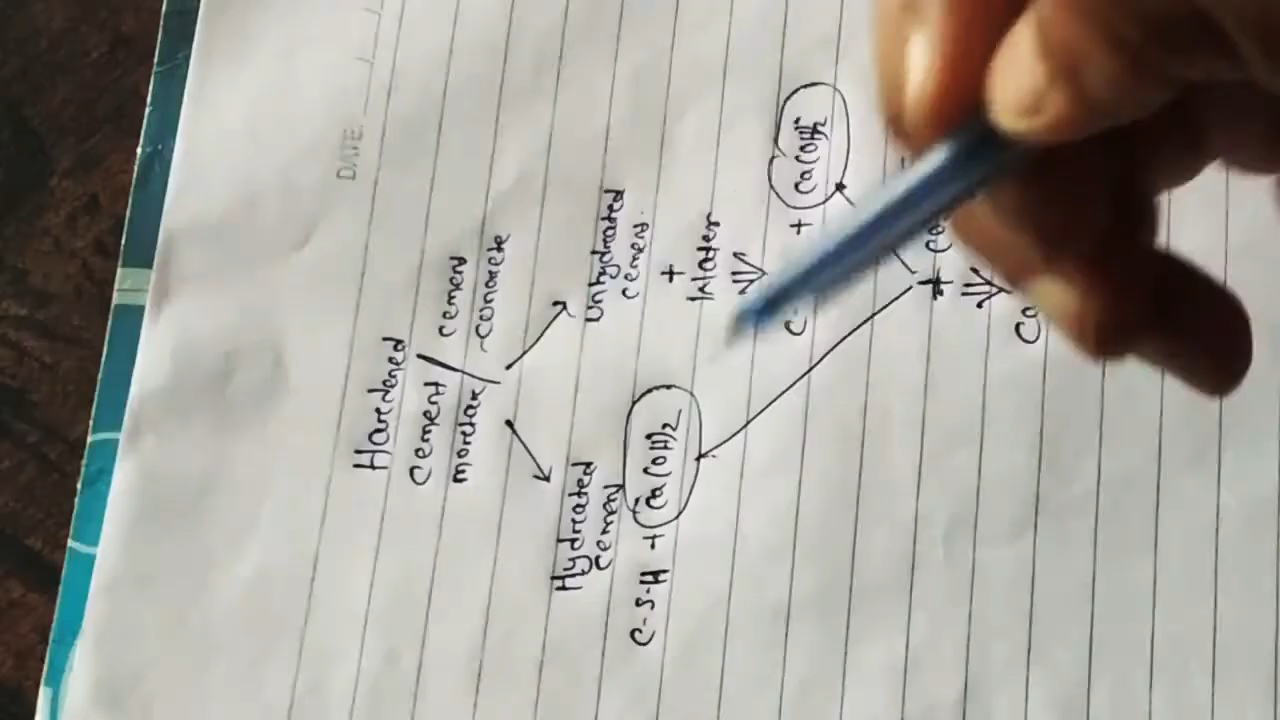 DATE:
Hardened
cement / cement
mortar concrete
Hydrated
cement
C-S-H + Ca(OH)2
Unhydrated
cement
+
Water
⇓
+ Ca(OH)2
+
⇓